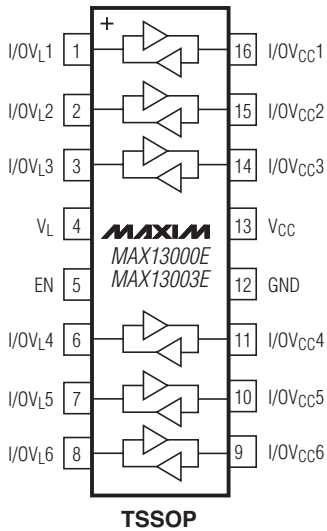 +
I/OVL1 1 16 I/OVCC1
I/OVL2 2 15 I/OVCC2
I/OVL3 3 14 I/OVCC3
VL 4 MAXIM 13 VCC
MAX13000E
MAX13003E
EN 5 12 GND
I/OVL4 6 11 I/OVCC4
I/OVL5 7 10 I/OVCC5
I/OVL6 8 9 I/OVCC6
TSSOP